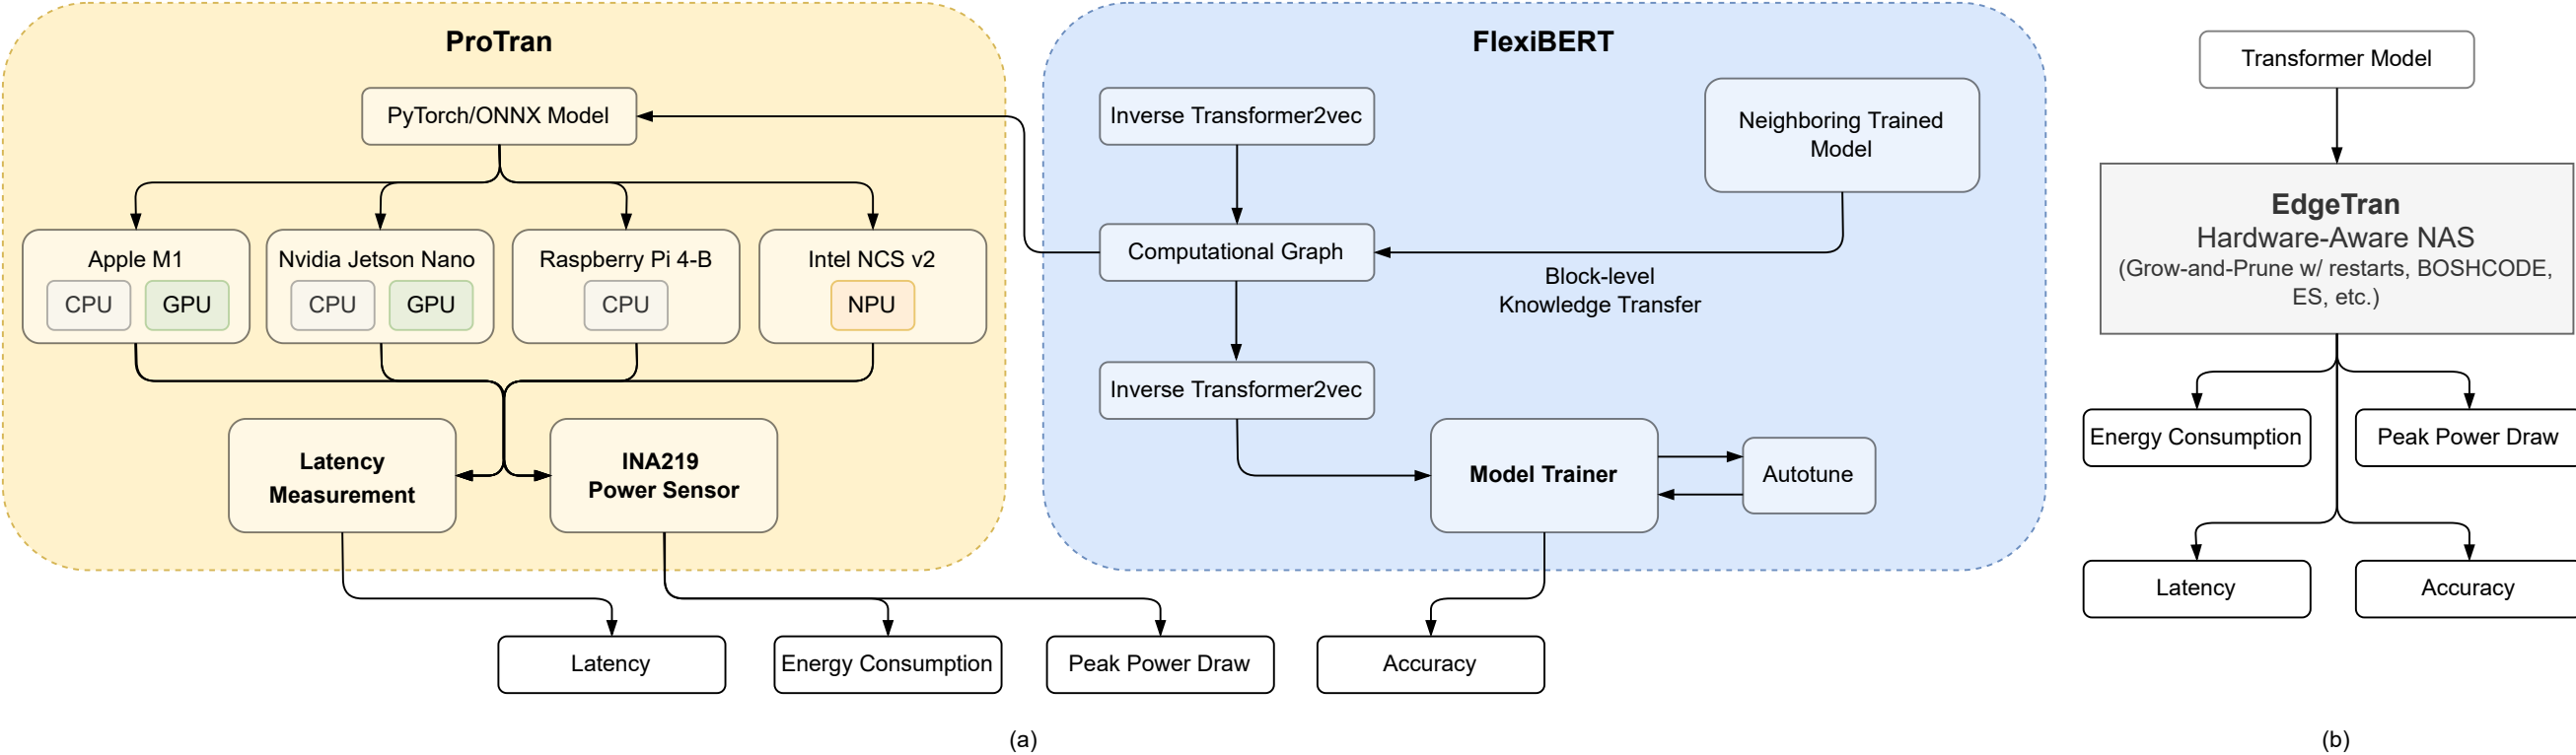 ProTran
PyTorch/ONNX Model
Apple M1
CPU
GPU
Nvidia Jetson Nano
CPU
GPU
Raspberry Pi 4-B
CPU
Intel NCS v2
NPU
Latency
Measurement
INA219
Power Sensor
FlexiBERT
Inverse Transformer2vec
Neighboring Trained
Model
Computational Graph
Block-level
Knowledge Transfer
Inverse Transformer2vec
Model Trainer
Autotune
Latency
Energy Consumption
Peak Power Draw
Accuracy
(a)
Transformer Model
EdgeTran
Hardware-Aware NAS
(Grow-and-Prune w/ restarts, BOSHCODE,
ES, etc.)
Energy Consumption
Peak Power Draw
Latency
Accuracy
(b)